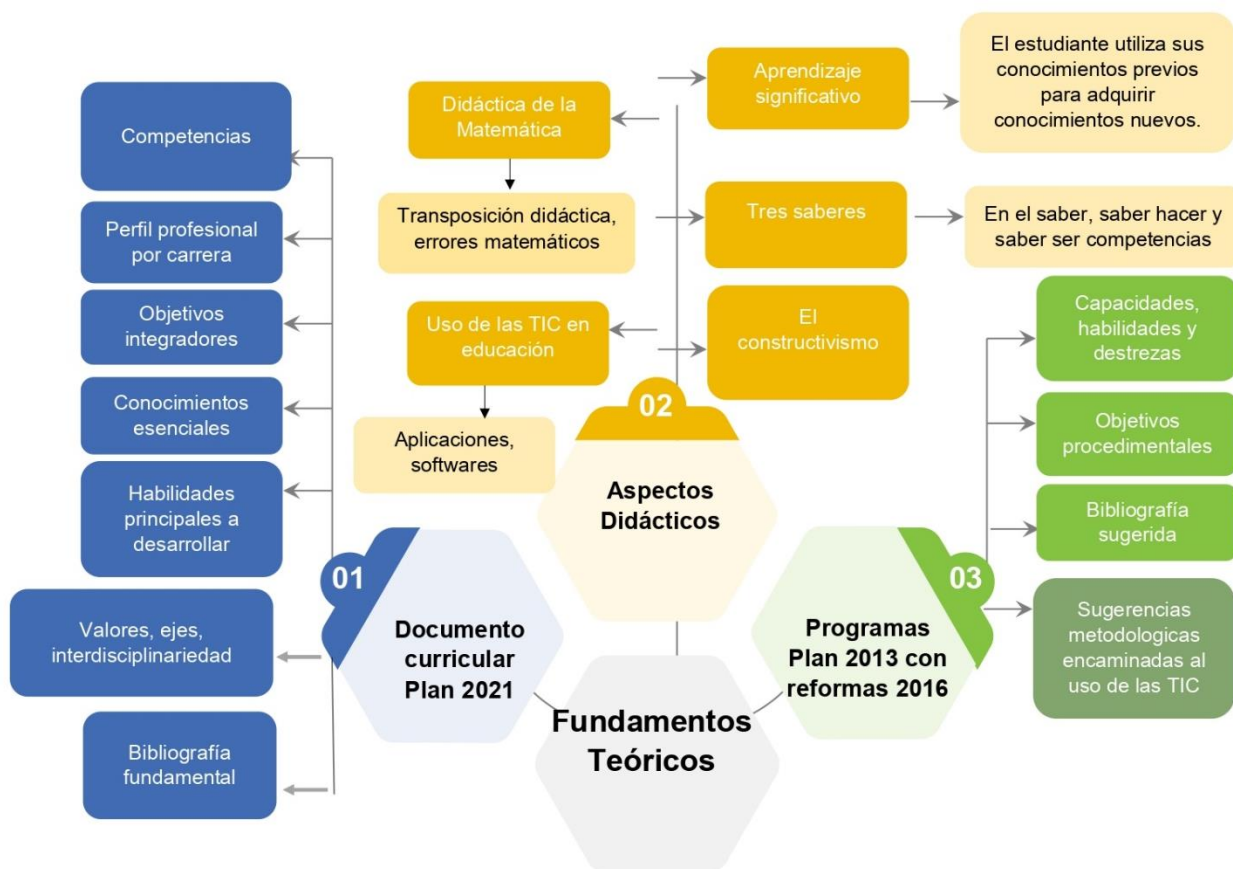 Competencias
Perfil profesional
por carrera
Objetivos
integradores
Conocimientos
esenciales
Habilidades
principales a
desarrollar
Valores, ejes,
interdisciplinariedad
Bibliografía
fundamental
01
Documento
curricular
Plan 2021
Didáctica de la
Matemática
Transposición didáctica,
errores matemáticos
Uso de las TIC en
educación
Aplicaciones,
softwares
Aprendizaje
significativo
El estudiante utiliza sus
conocimientos previos
para adquirir
conocimientos nuevos.
Tres saberes
En el saber, saber hacer y
saber ser competencias
El
constructivismo
02
Aspectos
Didácticos
Capacidades,
habilidades y
destrezas
Objetivos
procedimentales
Bibliografía
sugerida
Sugerencias
metodologicas
encaminadas al
uso de las TIC
03
Programas
Plan 2013 con
reformas 2016
Fundamentos
Teóricos